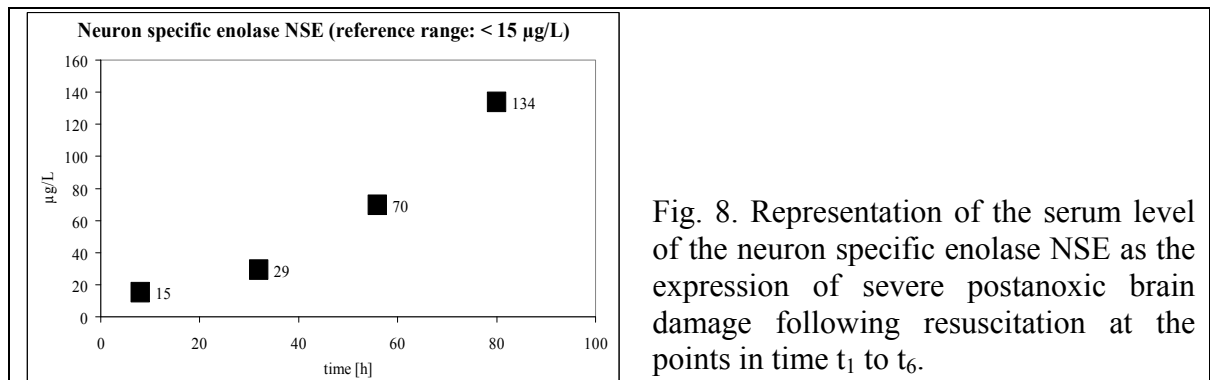 Neuron specific enolase NSE (reference range: < 15 µg/L)
160
140
120
100
80
60
40
20
0
µg/L
134
70
29
15
0 20 40 60 80 100
time [h]
Fig. 8. Representation of the serum level
of the neuron specific enolase NSE as the
expression of severe postanoxic brain
damage following resuscitation at the
points in time t₁ to t₆.